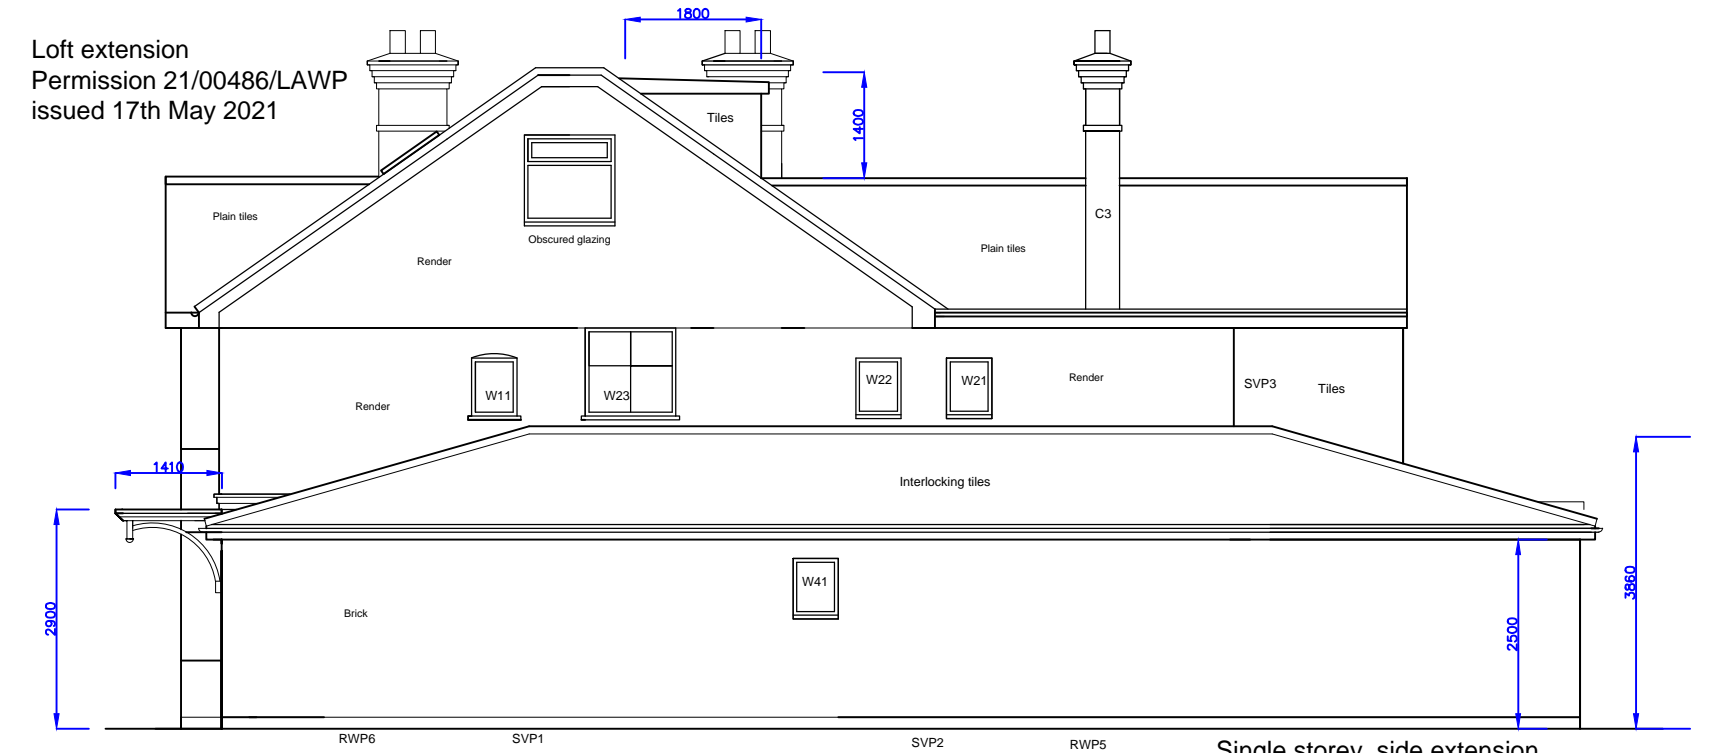 1800
Loft extension
Permission 21/00486/LAWP
issued 17th May 2021
Tiles
1400
Plain tiles
C3
Obscured glazing
Plain tiles
Render
W11
W23
W22
W21
Render
SVP3
Tiles
Render
1410
Interlocking tiles
W41
3860
2900
Brick
2500
RWP6
SVP1
SVP2
RWP5
Single storey side extension